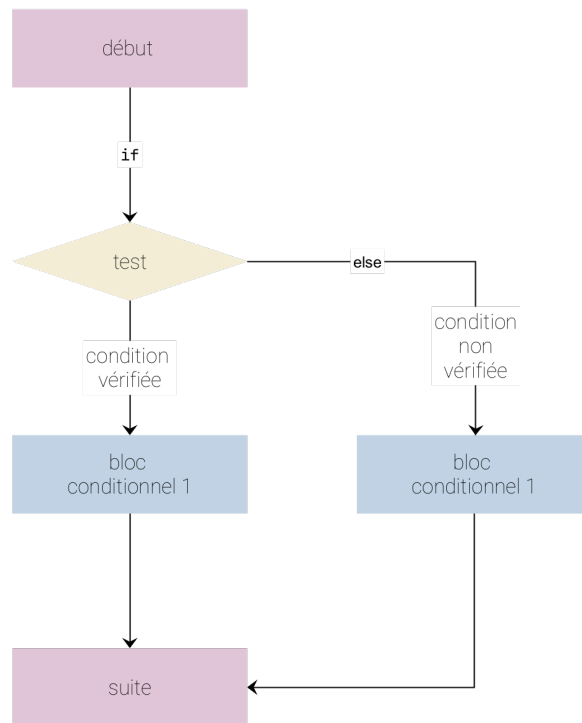 début
if
test
else
condition
vérifiée
condition
non
vérifiée
bloc
conditionnel 1
bloc
conditionnel 1
suite